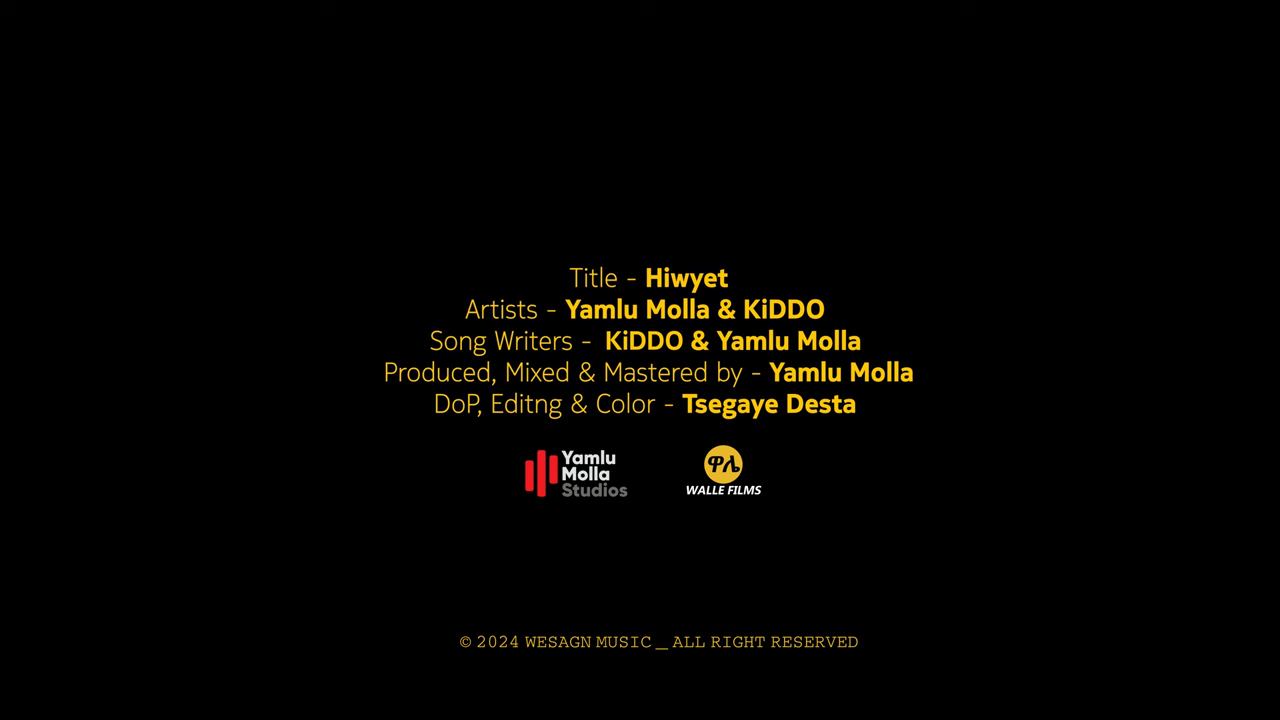 Title - Hiwyet
Artists - Yamlu Molla & KiDDO
Song Writers - KiDDO & Yamlu Molla
Produced, Mixed & Mastered by - Yamlu Molla
DoP, Editng & Color - Tsegaye Desta
Yamlu
Molla
Studios
ዋሌ
WALLE FILMS
© 2024 WESAGN MUSIC _ ALL RIGHT RESERVED